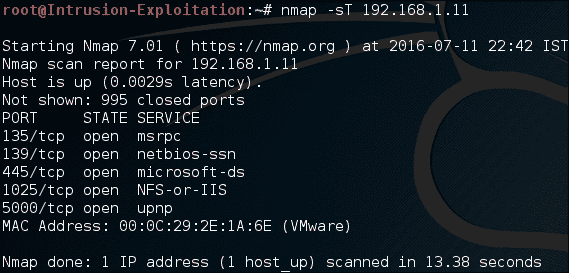 root@Intrusion-Exploitation:~# nmap -sT 192.168.1.11
Starting Nmap 7.01 ( https://nmap.org ) at 2016-07-11 22:42 IST
Nmap scan report for 192.168.1.11
Host is up (0.0029s latency).
Not shown: 995 closed ports
PORT     STATE SERVICE
135/tcp  open  msrpc
139/tcp  open  netbios-ssn
445/tcp  open  microsoft-ds
1025/tcp open  NFS-or-IIS
5000/tcp open  upnp
MAC Address: 00:0C:29:2E:1A:6E (VMware)
Nmap done: 1 IP address (1 host up) scanned in 13.38 seconds